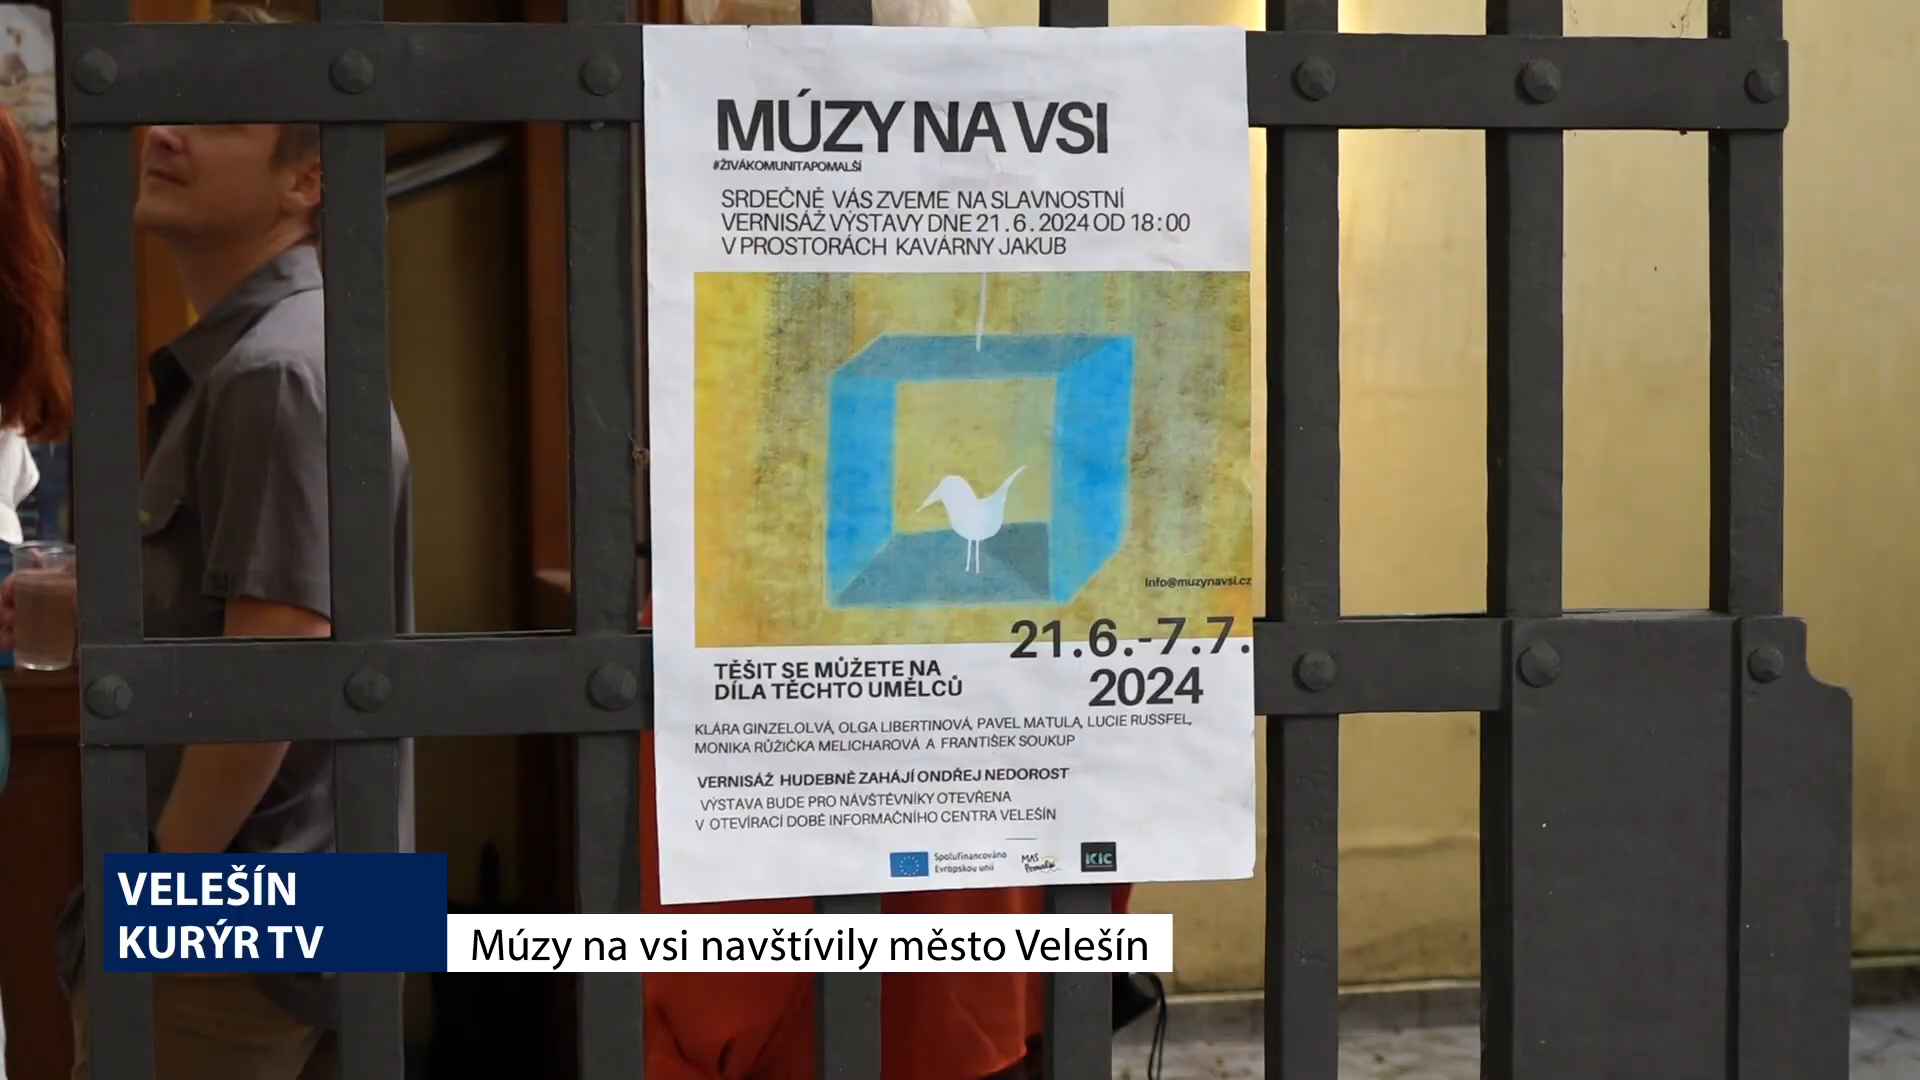 MÚZY NA VSI
#ŽIVÁKOMUNITAPOMALŠÍ
SRDEČNĚ VÁS ZVEME NA SLAVNOSTNÍ
VERNISÁŽ VÝSTAVY DNE 21.6.2024 OD 18:00
V PROSTORÁCH KAVÁRNY JAKUB
info@muzynavsi.cz
21.6.-7.7.
2024
TĚŠIT SE MŮŽETE NA
DÍLA TĚCHTO UMĚLCŮ
KLÁRA GINZELOLVÁ, OLGA LIBERTINOVÁ, PAVEL MATULA, LUCIE RUSSFEL,
MONIKA RŮŽIČKA MELICHAROVÁ A FRANTIŠEK SOUKUP
VERNISÁŽ HUDEBNĚ ZAHÁJÍ ONDŘEJ NEDOROST
VÝSTAVA BUDE PRO NÁVŠTĚVNÍKY OTEVŘENA
V OTEVÍRACÍ DOBĚ INFORMAČNÍHO CENTRA VELEŠÍN
Spolufinancováno
Evropskou unií
MAS
Pomalší
KIC
VELEŠÍN
KURÝR TV
Múzy na vsi navštívily město Velešín